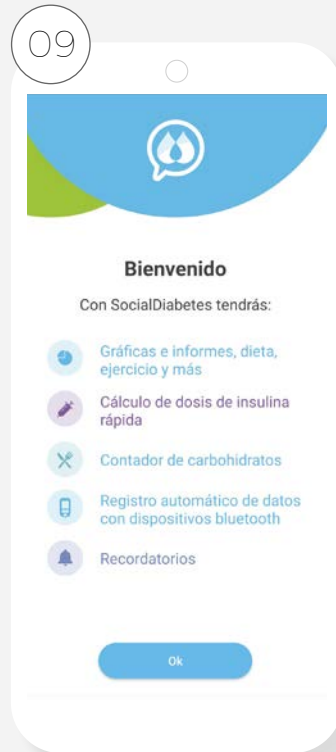 09
Bienvenido
Con SocialDiabetes tendrás:
Gráficas e informes, dieta,
ejercicio y más
Cálculo de dosis de insulina
rápida
Contador de carbohidratos
Registro automático de datos
con dispositivos bluetooth
Recordatorios
Ok